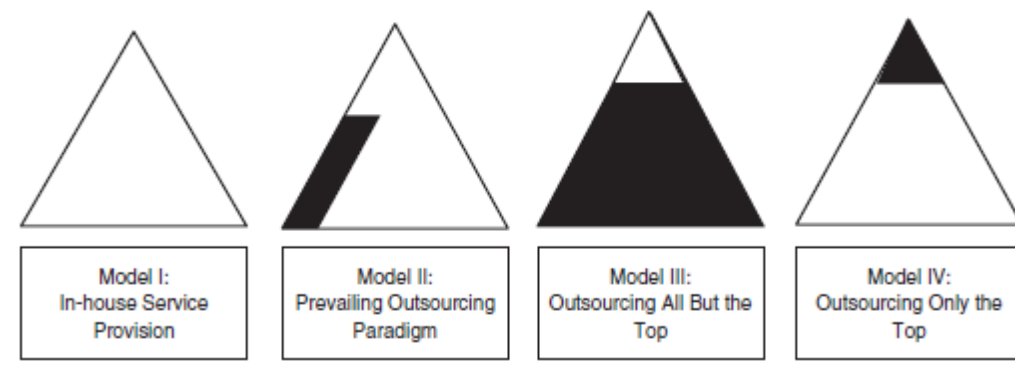 Model I:
In-house Service
Provision
Model II:
Prevailing Outsourcing
Paradigm
Model III:
Outsourcing All But the
Top
Model IV:
Outsourcing Only the
Top